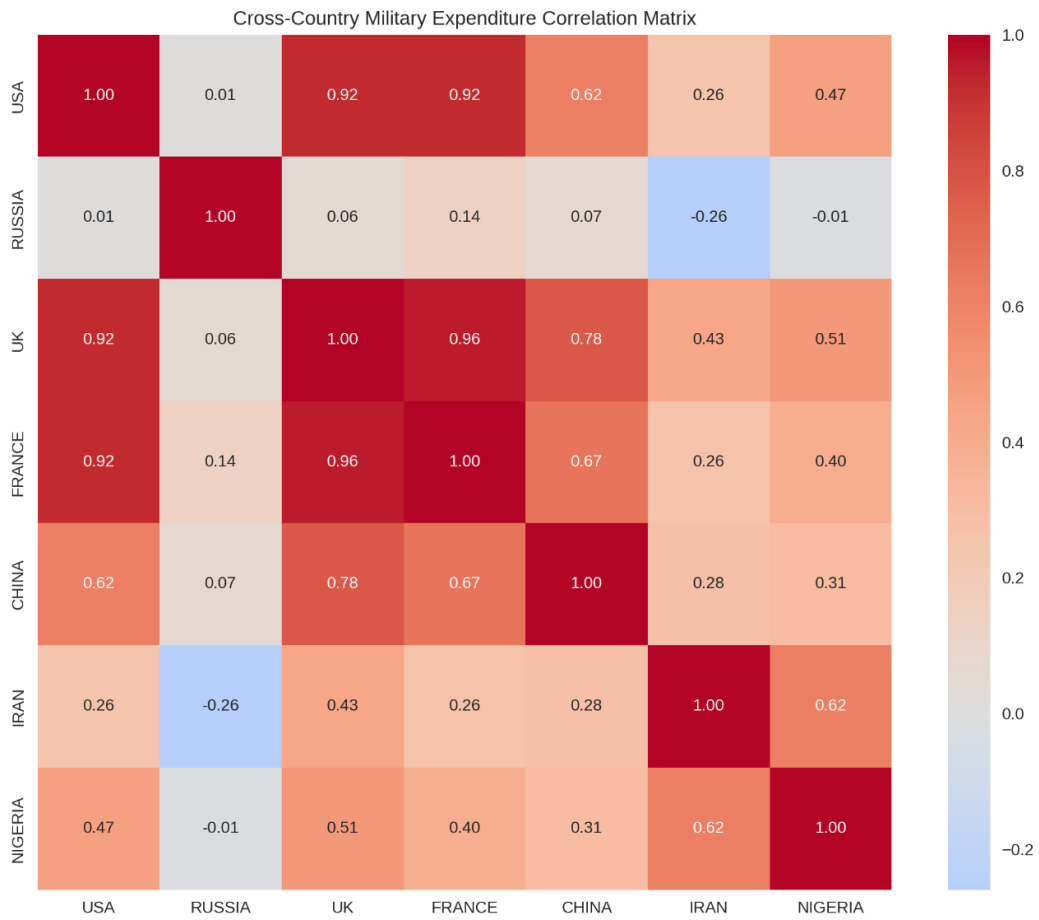 Cross-Country Military Expenditure Correlation Matrix
USA 1.00 0.01 0.92 0.92 0.62 0.26 0.47
RUSSIA 0.01 1.00 0.06 0.14 0.07 -0.26 -0.01
UK 0.92 0.06 1.00 0.96 0.78 0.43 0.51
FRANCE 0.92 0.14 0.96 1.00 0.67 0.26 0.40
CHINA 0.62 0.07 0.78 0.67 1.00 0.28 0.31
IRAN 0.26 -0.26 0.43 0.26 0.28 1.00 0.62
NIGERIA 0.47 -0.01 0.51 0.40 0.31 0.62 1.00
USA RUSSIA UK FRANCE CHINA IRAN NIGERIA
1.0
0.8
0.6
0.4
0.2
0.0
−0.2